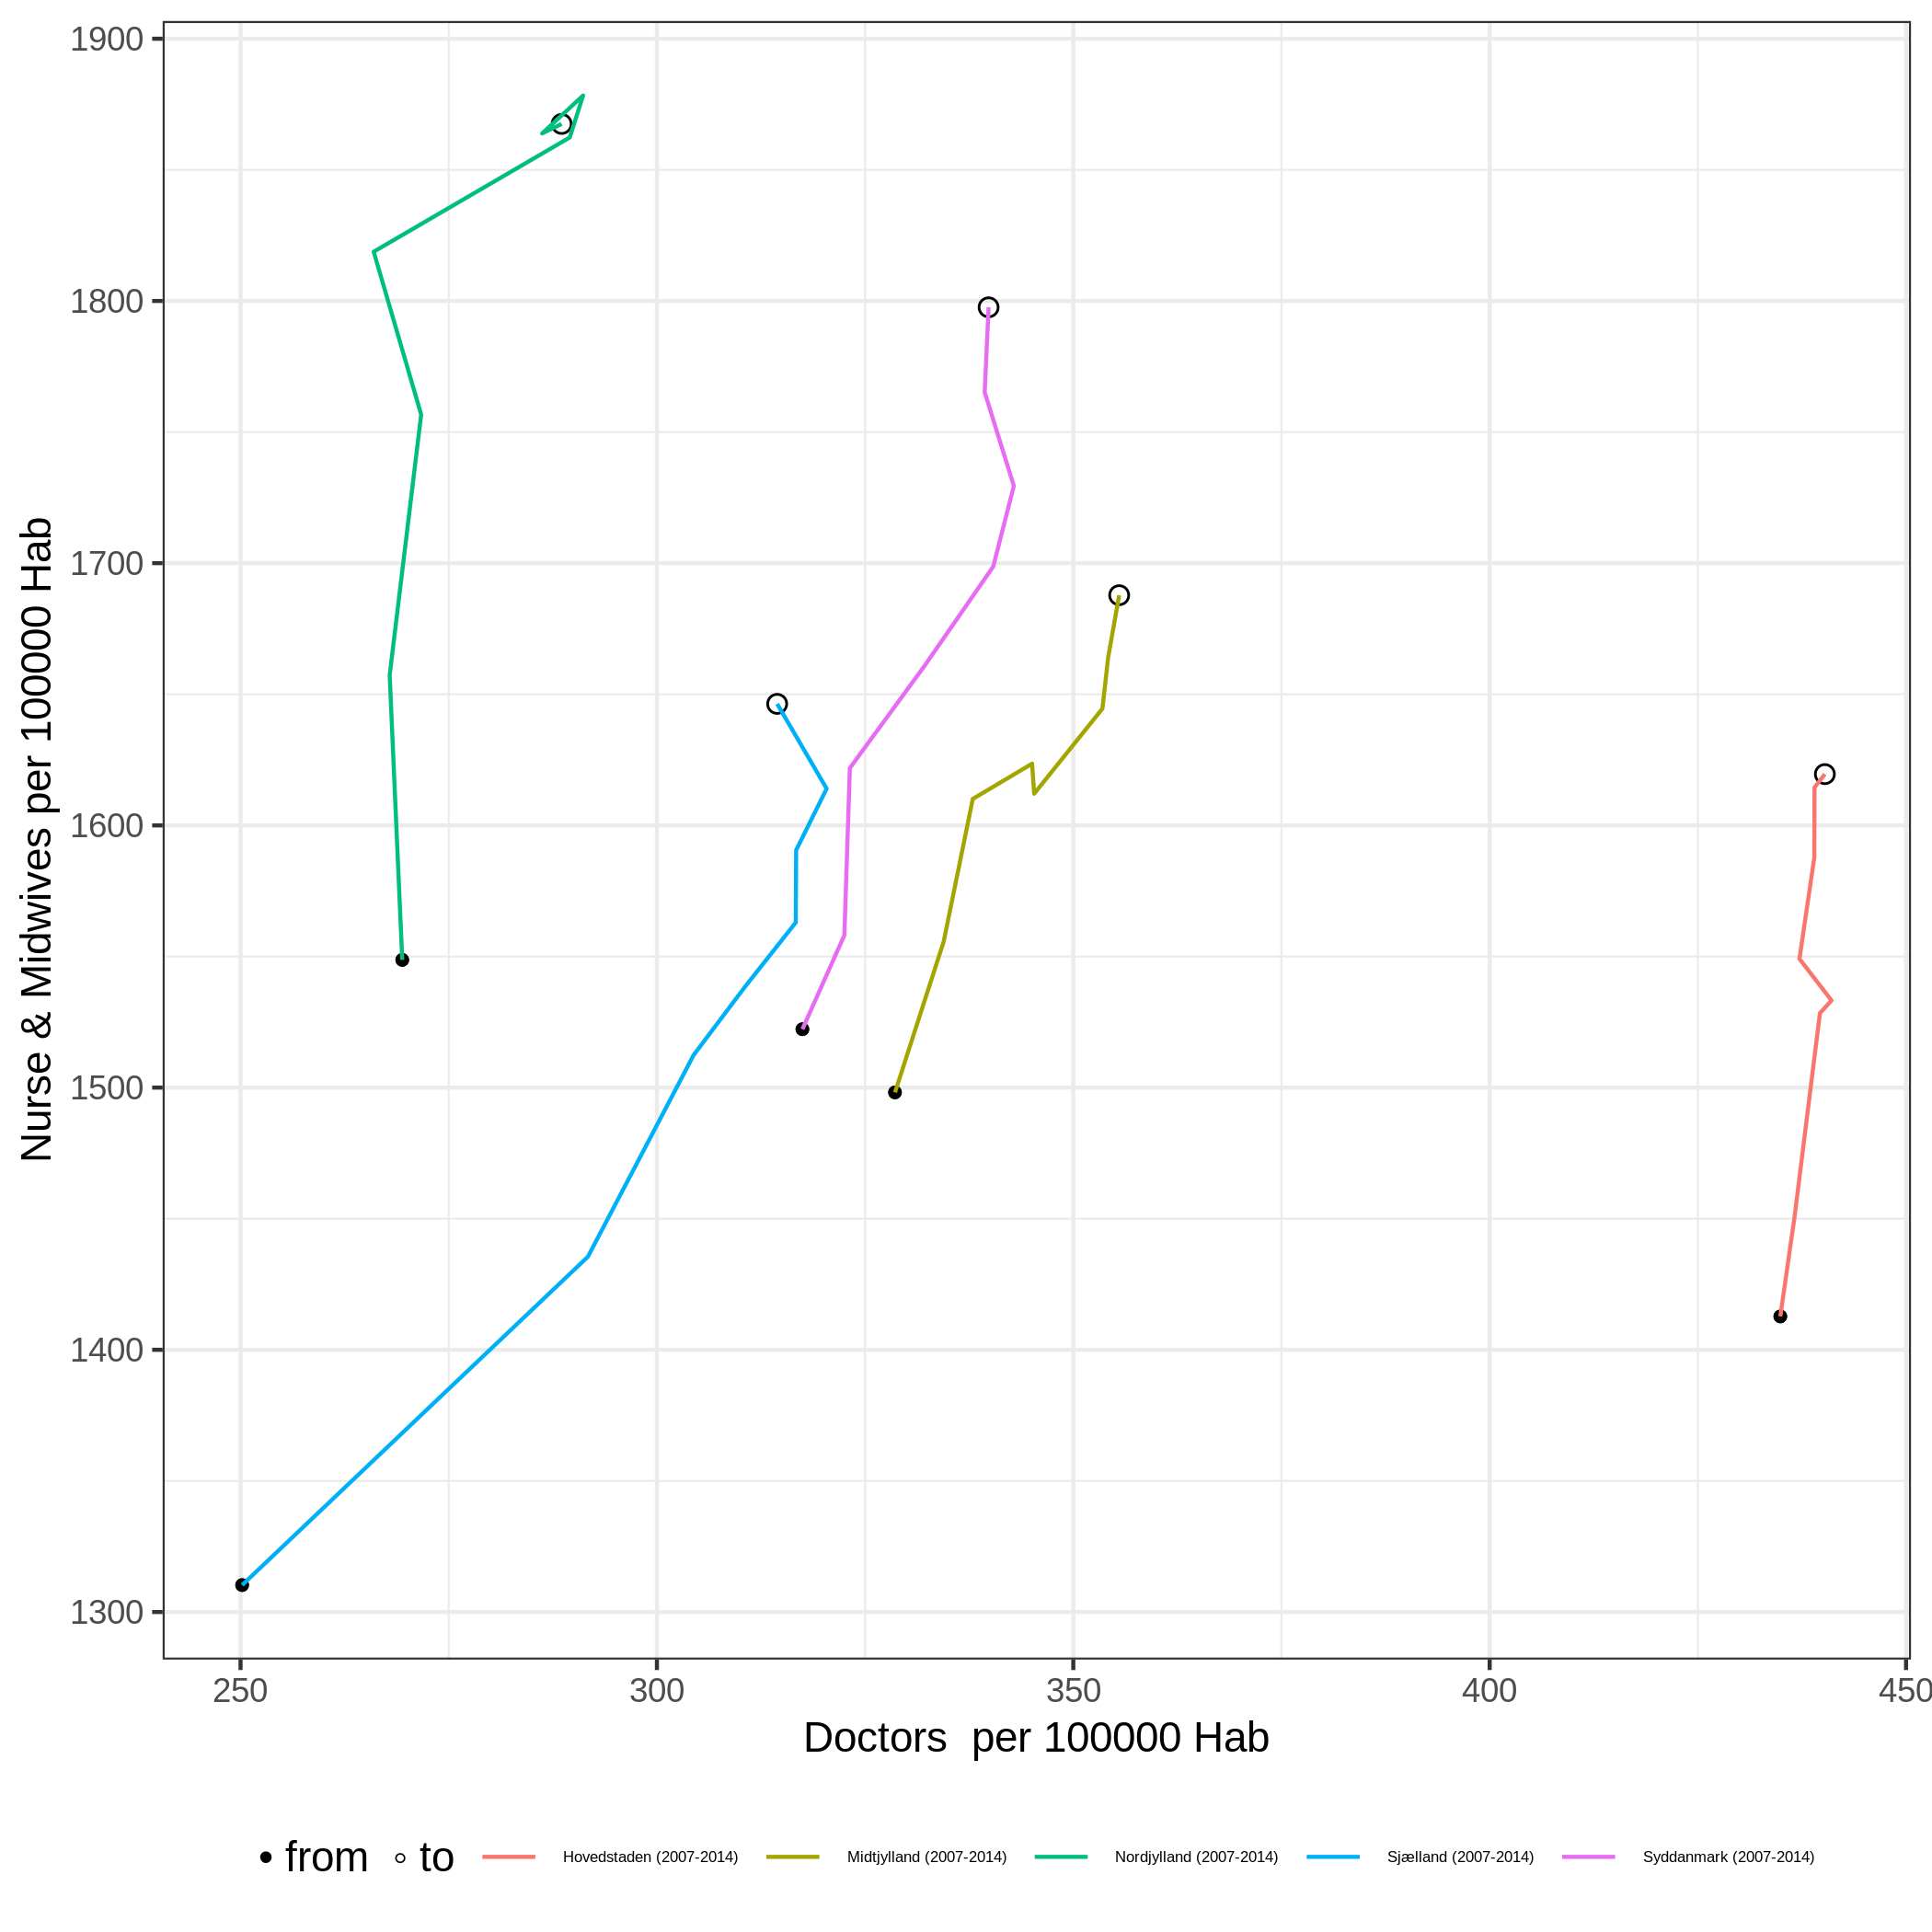 1900
1800
1700
1600
1500
1400
1300
Nurse & Midwives per 100000 Hab
250 300 350 400 450
Doctors  per 100000 Hab
from to Hovedstaden (2007-2014) Midtjylland (2007-2014) Nordjylland (2007-2014) Sjælland (2007-2014) Syddanmark (2007-2014)